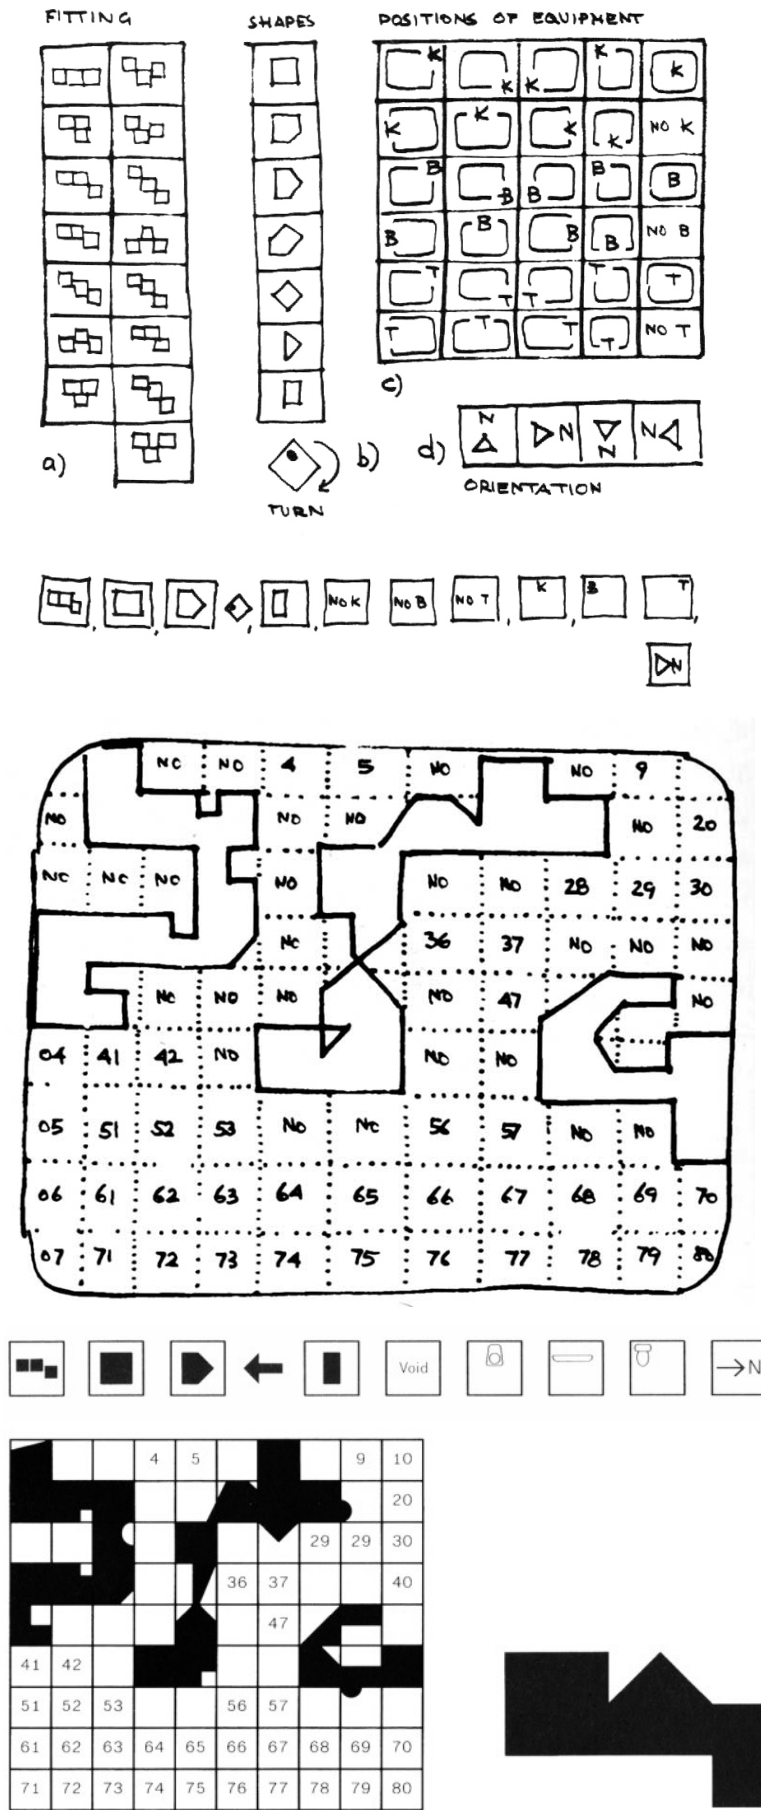 FITTING
SHAPES
POSITIONS OF EQUIPMENT
K K K K K
K K K K NO K
B B B B B
B B B B NO B
T T T T T
T T T T NO T
a)
b)
c)
d)
N N N N
ORIENTATION
TURN
NO K NO B NO T K B T
N
NO NO 4 5 NO NO 9
NO NO NO NO 20
NO NO NO NO NO NO 28 29 30
NO 36 37 NO NO NO
NO NO NO NO 47 NO
04 41 42 NO NO NO
05 51 52 53 NO NO 56 57 NO NO
06 61 62 63 64 65 66 67 68 69 70
07 71 72 73 74 75 76 77 78 79 80
Void N
4 5 9 10
20
29 29 30
36 37 40
47
41 42
51 52 53 56 57
61 62 63 64 65 66 67 68 69 70
71 72 73 74 75 76 77 78 79 80